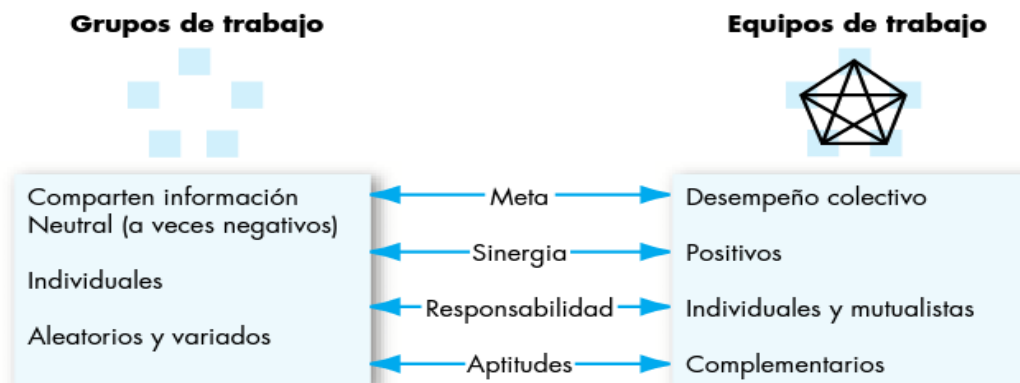 Grupos de trabajo
Equipos de trabajo
Comparten información
Neutral (a veces negativos)
Individuales
Aleatorios y variados
Meta
Sinergia
Responsabilidad
Aptitudes
Desempeño colectivo
Positivos
Individuales y mutualistas
Complementarios